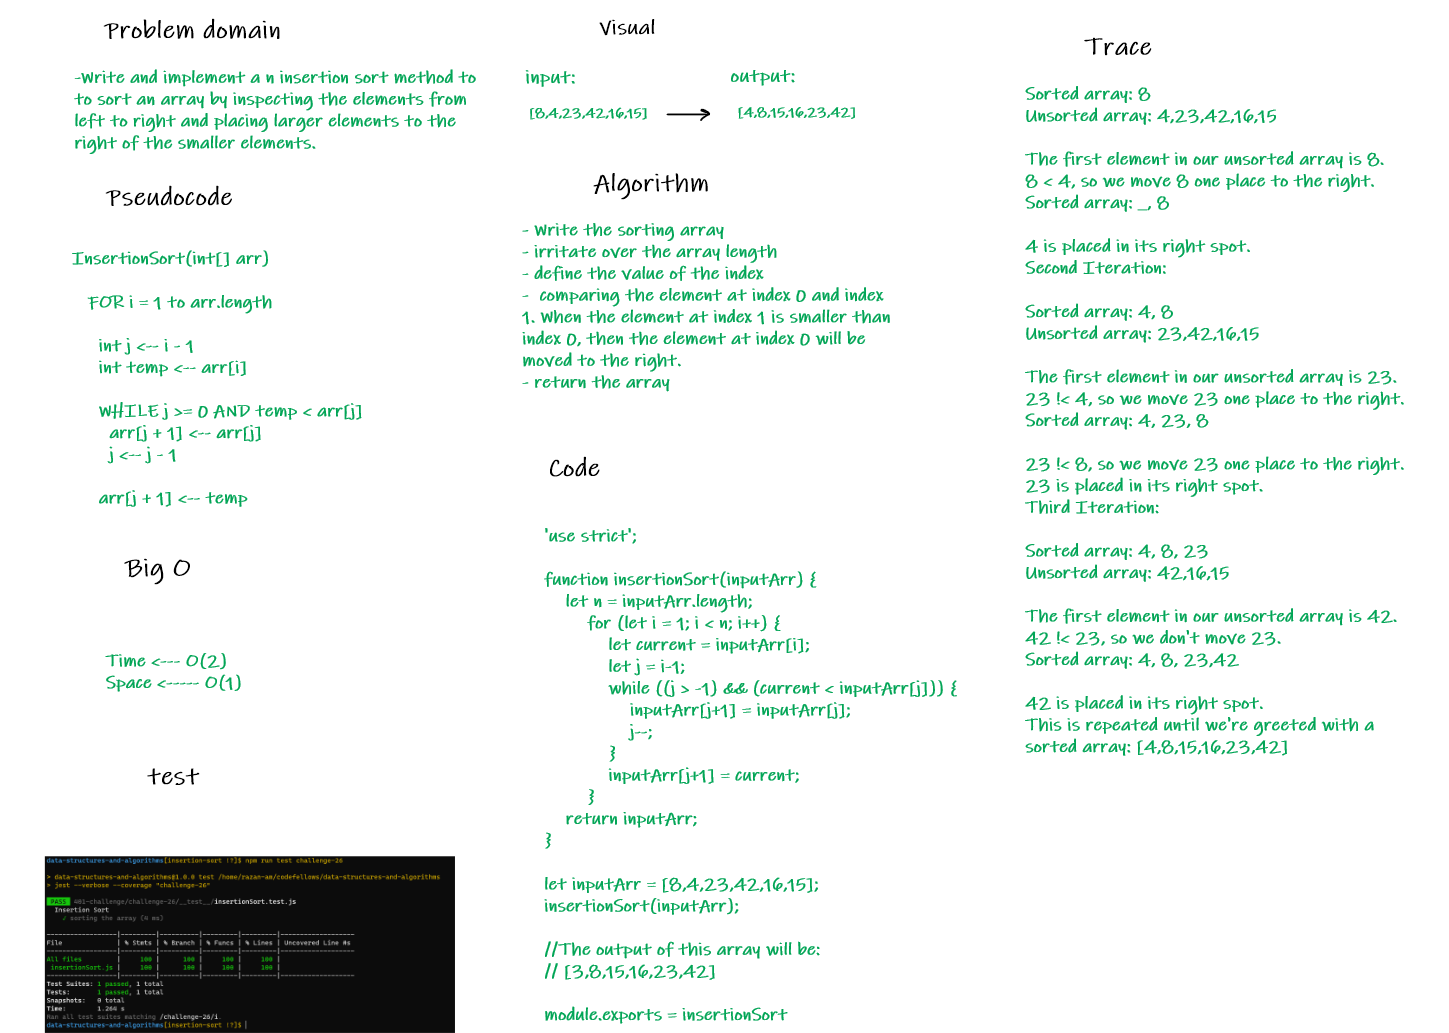 Problem domain
-Write and implement a n insertion sort method to
to sort an array by inspecting the elements from
left to right and placing larger elements to the
right of the smaller elements.
Pseudocode
InsertionSort(int[] arr)
FOR i = 1 to arr.length
int j <-- i - 1
int temp <-- arr[i]
WHILE j >= 0 AND temp < arr[j]
arr[j + 1] <-- arr[j]
j <-- j - 1
arr[j + 1] <-- temp
Big O
Time <--- O(2)
Space <----- O(1)
test
data-structures-and-algorithms[insertion-sort !?]$ npm run test challenge-26
> data-structures-and-algorithms@1.0.0 test /home/razan-am/codefellows/data-structures-and-algorithms
> jest --verbose --coverage "challenge-26"
PASS 401-challenge/challenge-26/__test__/insertionSort.test.js
Insertion Sort
✓ sorting the array (4 ms)
File | % Stmts | % Branch | % Funcs | % Lines | Uncovered Line #s
All files | 100 | 100 | 100 | 100 |
insertionSort.js | 100 | 100 | 100 | 100 |
Test Suites: 1 passed, 1 total
Tests: 1 passed, 1 total
Snapshots: 0 total
Time: 1.264 s
Ran all test suites matching /challenge-26/i.
data-structures-and-algorithms[insertion-sort !?]$
Visual
input: output:
[8,4,23,42,16,15] [4,8,15,16,23,42]
Algorithm
- Write the sorting array
- irritate over the array length
- define the value of the index
- comparing the element at index 0 and index
1. When the element at index 1 is smaller than
index 0, then the element at index 0 will be
moved to the right.
- return the array
Code
'use strict';
function insertionSort(inputArr) {
let n = inputArr.length;
for (let i = 1; i < n; i++) {
let current = inputArr[i];
let j = i-1;
while ((j > -1) && (current < inputArr[j])) {
inputArr[j+1] = inputArr[j];
j--;
}
inputArr[j+1] = current;
}
return inputArr;
}
let inputArr = [8,4,23,42,16,15];
insertionSort(inputArr);
//The output of this array will be:
// [3,8,15,16,23,42]
module.exports = insertionSort
Trace
Sorted array: 8
Unsorted array: 4,23,42,16,15
The first element in our unsorted array is 8.
8 < 4, so we move 8 one place to the right.
Sorted array: _, 8
4 is placed in its right spot.
Second Iteration:
Sorted array: 4, 8
Unsorted array: 23,42,16,15
The first element in our unsorted array is 23.
23 !< 4, so we move 23 one place to the right.
Sorted array: 4, 23, 8
23 !< 8, so we move 23 one place to the right.
23 is placed in its right spot.
Third Iteration:
Sorted array: 4, 8, 23
Unsorted array: 42,16,15
The first element in our unsorted array is 42.
42 !< 23, so we don't move 23.
Sorted array: 4, 8, 23,42
42 is placed in its right spot.
This is repeated until we're greeted with a
sorted array: [4,8,15,16,23,42]